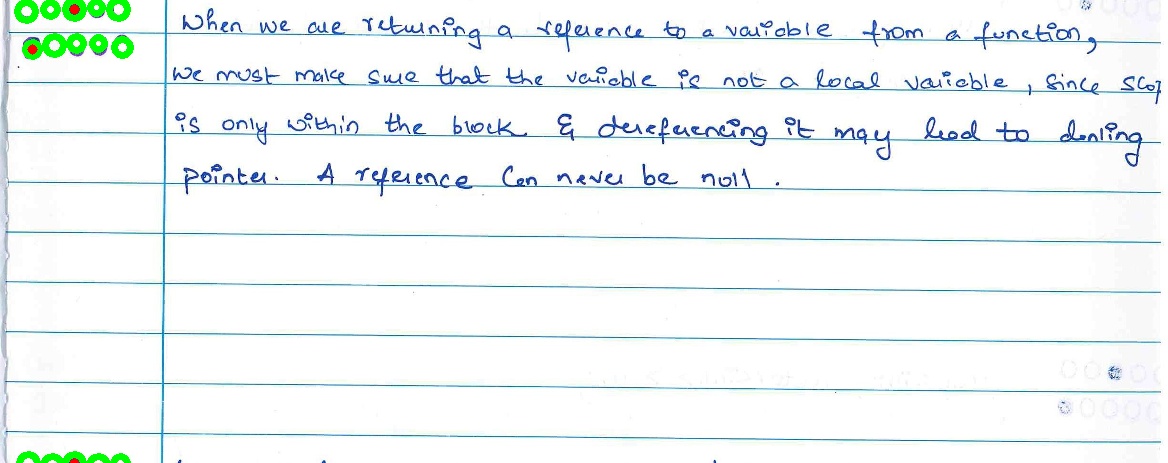 When we are returning a reference to a variable from a function,
we must make sure that the variable is not a local variable, since scop
is only within the block & dereferencing it may lead to danling
pointer. A reference can never be null.